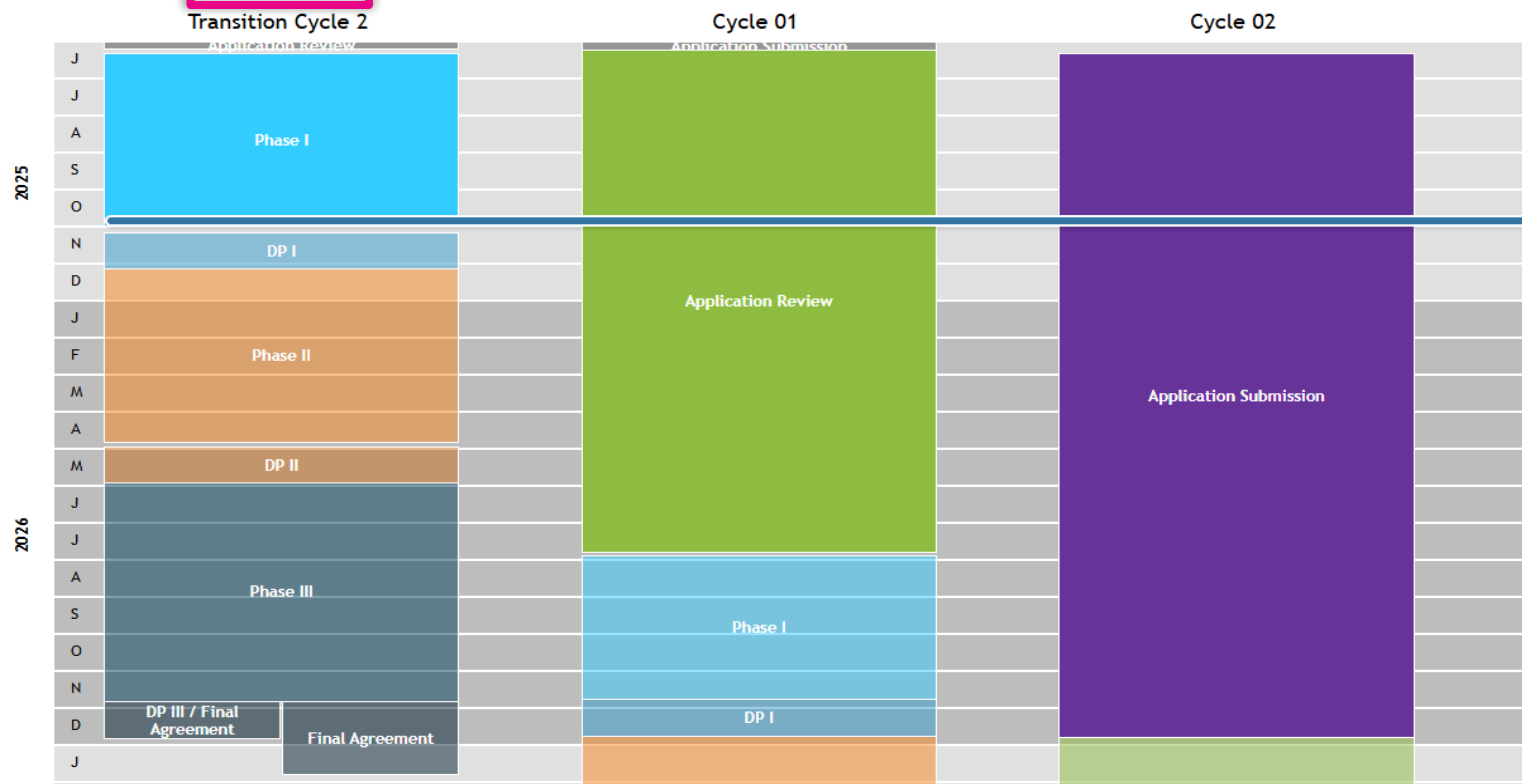 Transition Cycle 2
Cycle 01
Cycle 02
Application Review
Application Submission
2025
J
J
A
S
O
N
D
2026
J
F
M
A
M
J
J
A
S
O
N
D
J
Phase I
DP I
Phase II
DP II
Phase III
DP III / Final
Agreement
Final Agreement
Application Review
Phase I
DP I
Application Submission